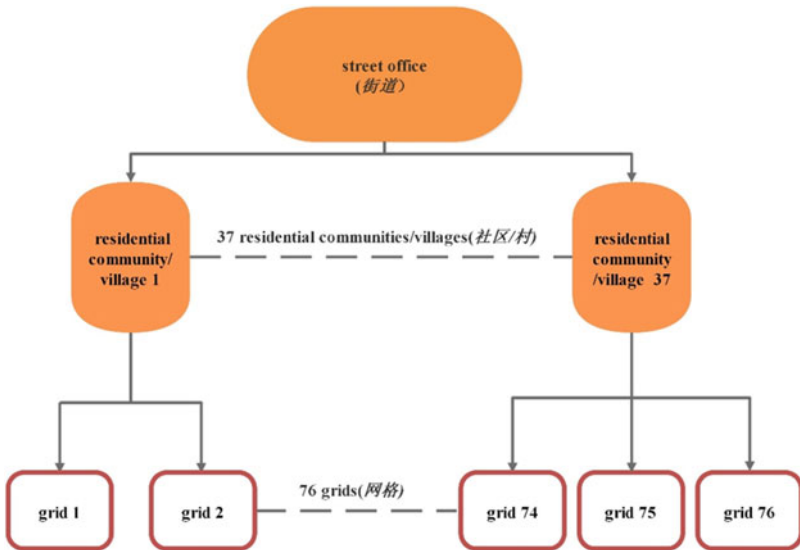 street office
(街道）
residential
community/
village 1
37 residential communities/villages(社区/村)
residential
community
/village 37
grid 1
grid 2
76 grids(网格)
grid 74
grid 75
grid 76